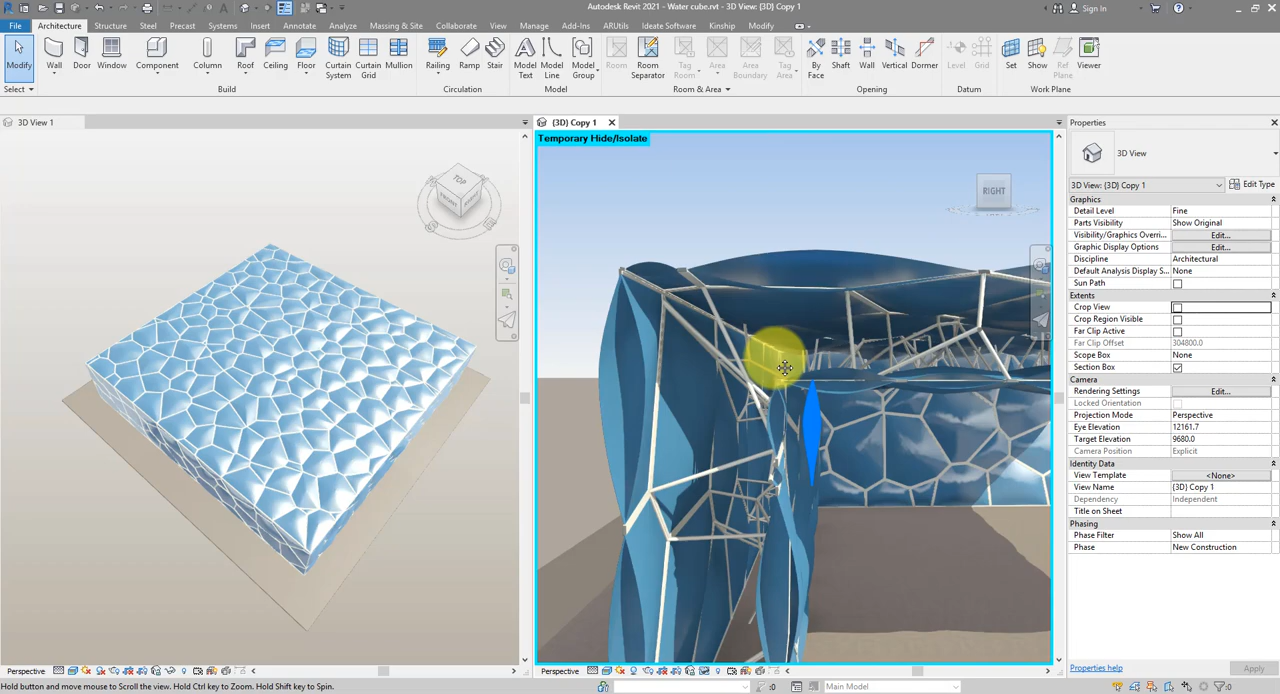 Autodesk Revit 2021 - Water cube.rvt - 3D View: {3D} Copy 1
Sign In
File Architecture Structure Steel Precast Systems Insert Annotate Analyze Massing & Site Collaborate View Manage Add-Ins ARUtils Ideate Software Kinship Modify
Modify Wall Door Window Component Column Roof Ceiling Floor Curtain System Curtain Grid Mullion Railing Ramp Stair Model Text Model Line Model Group Room Room Separator Tag Room Area Area Boundary Tag Area By Face Shaft Wall Vertical Dormer Level Grid Set Show Ref Plane Viewer
Select Build Circulation Model Room & Area Opening Datum Work Plane
3D View 1
{3D} Copy 1
Temporary Hide/Isolate
TOP
FRONT
RIGHT
RIGHT
Properties
3D View
3D View: {3D} Copy 1 Edit Type
Graphics
Detail Level Fine
Parts Visibility Show Original
Visibility/Graphics Overri... Edit...
Graphic Display Options Edit...
Discipline Architectural
Default Analysis Display S... None
Sun Path
Extents
Crop View
Crop Region Visible
Far Clip Active
Far Clip Offset 304800.0
Scope Box None
Section Box
Camera
Rendering Settings Edit...
Locked Orientation
Projection Mode Perspective
Eye Elevation 12161.7
Target Elevation 9680.0
Camera Position Explicit
Identity Data
View Template <None>
View Name {3D} Copy 1
Dependency Independent
Title on Sheet
Phasing
Phase Filter Show All
Phase New Construction
Properties help Apply
Perspective
Perspective
Hold button and move mouse to Scroll the view. Hold Ctrl key to Zoom. Hold Shift key to Spin.
:0
Main Model
:0